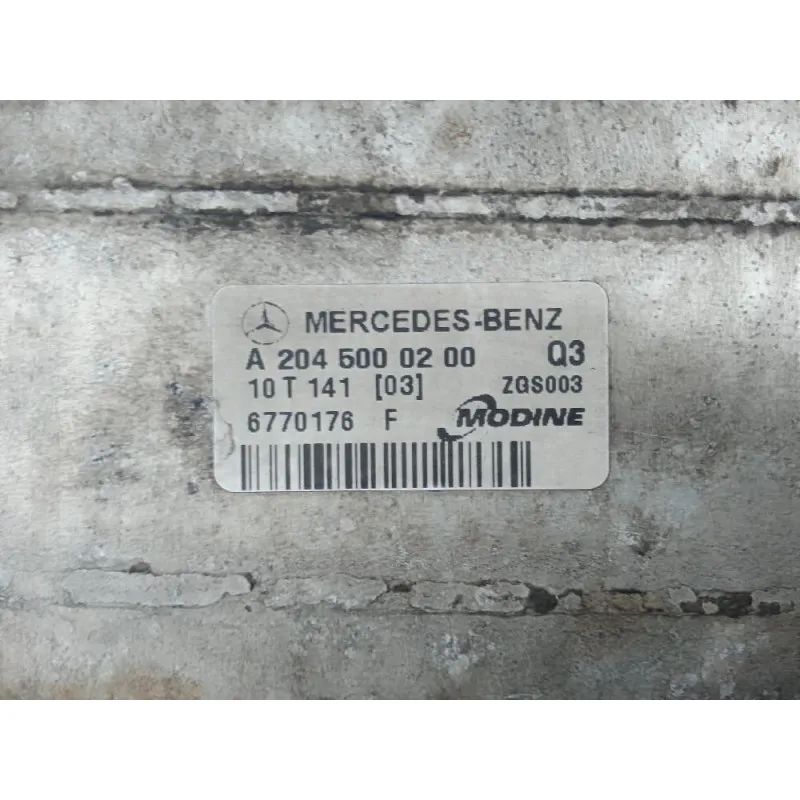 MERCEDES-BENZ
A 204 500 02 00 Q3
10 T 141 [03] ZGS003
6770176 F MODINE